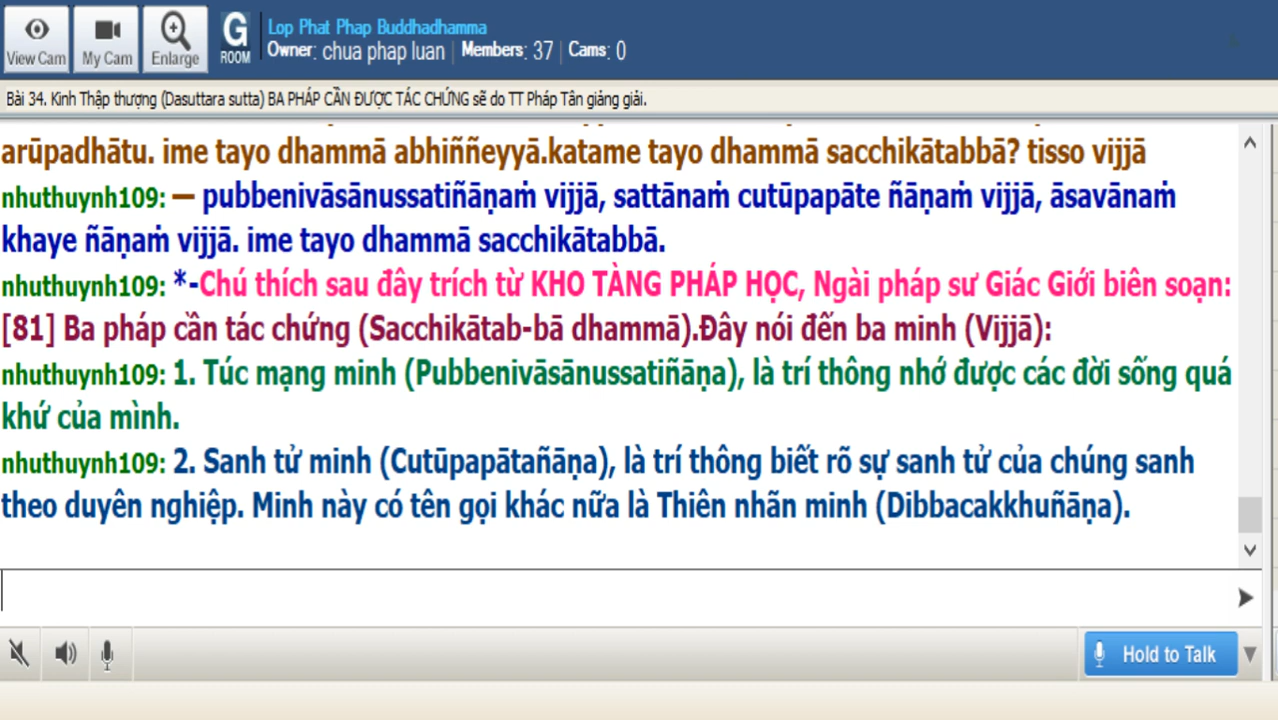 View Cam
My Cam
Enlarge
G
ROOM
Lop Phat Phap Buddhadhamma
Owner: chua phap luan | Members: 37 | Cams: 0
Bài 34. Kinh Thập thượng (Dasuttara sutta) BA PHÁP CẦN ĐƯỢC TÁC CHỨNG sẽ do TT Pháp Tân giảng giải.
arūpadhātu. ime tayo dhammā abhiññeyyā.katame tayo dhammā sacchikātabbā? tisso vijjā
nhuthuynh109: — pubbenivāsānussatiñāṇaṁ vijjā, sattānaṁ cutūpapāte ñāṇaṁ vijjā, āsavānaṁ
khaye ñāṇaṁ vijjā. ime tayo dhammā sacchikātabbā.
nhuthuynh109: *-Chú thích sau đây trích từ KHO TÀNG PHÁP HỌC, Ngài pháp sư Giác Giới biên soạn:
[81] Ba pháp cần tác chứng (Sacchikātab-bā dhammā).Đây nói đến ba minh (Vijjā):
nhuthuynh109: 1. Túc mạng minh (Pubbenivāsānussatiñāṇa), là trí thông nhớ được các đời sống quá
khứ của mình.
nhuthuynh109: 2. Sanh tử minh (Cutūpapātañāṇa), là trí thông biết rõ sự sanh tử của chúng sanh
theo duyên nghiệp. Minh này có tên gọi khác nữa là Thiên nhãn minh (Dibbacakkhuñāṇa).
Hold to Talk